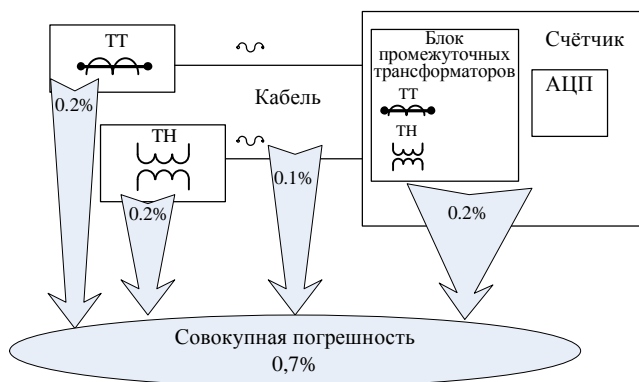 ТТ
Блок
промежуточных
трансформаторов
Счётчик
ТТ
АЦП
Кабель
0.2%
ТН
ТН
0.1%
0.2%
0.2%
Совокупная погрешность
0,7%